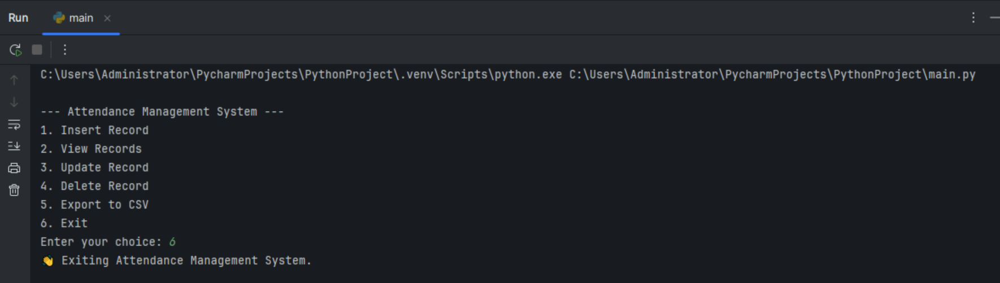 Run main
C:\Users\Administrator\PycharmProjects\PythonProject\.venv\Scripts\python.exe C:\Users\Administrator\PycharmProjects\PythonProject\main.py
--- Attendance Management System ---
1. Insert Record
2. View Records
3. Update Record
4. Delete Record
5. Export to CSV
6. Exit
Enter your choice: 6
👋 Exiting Attendance Management System.